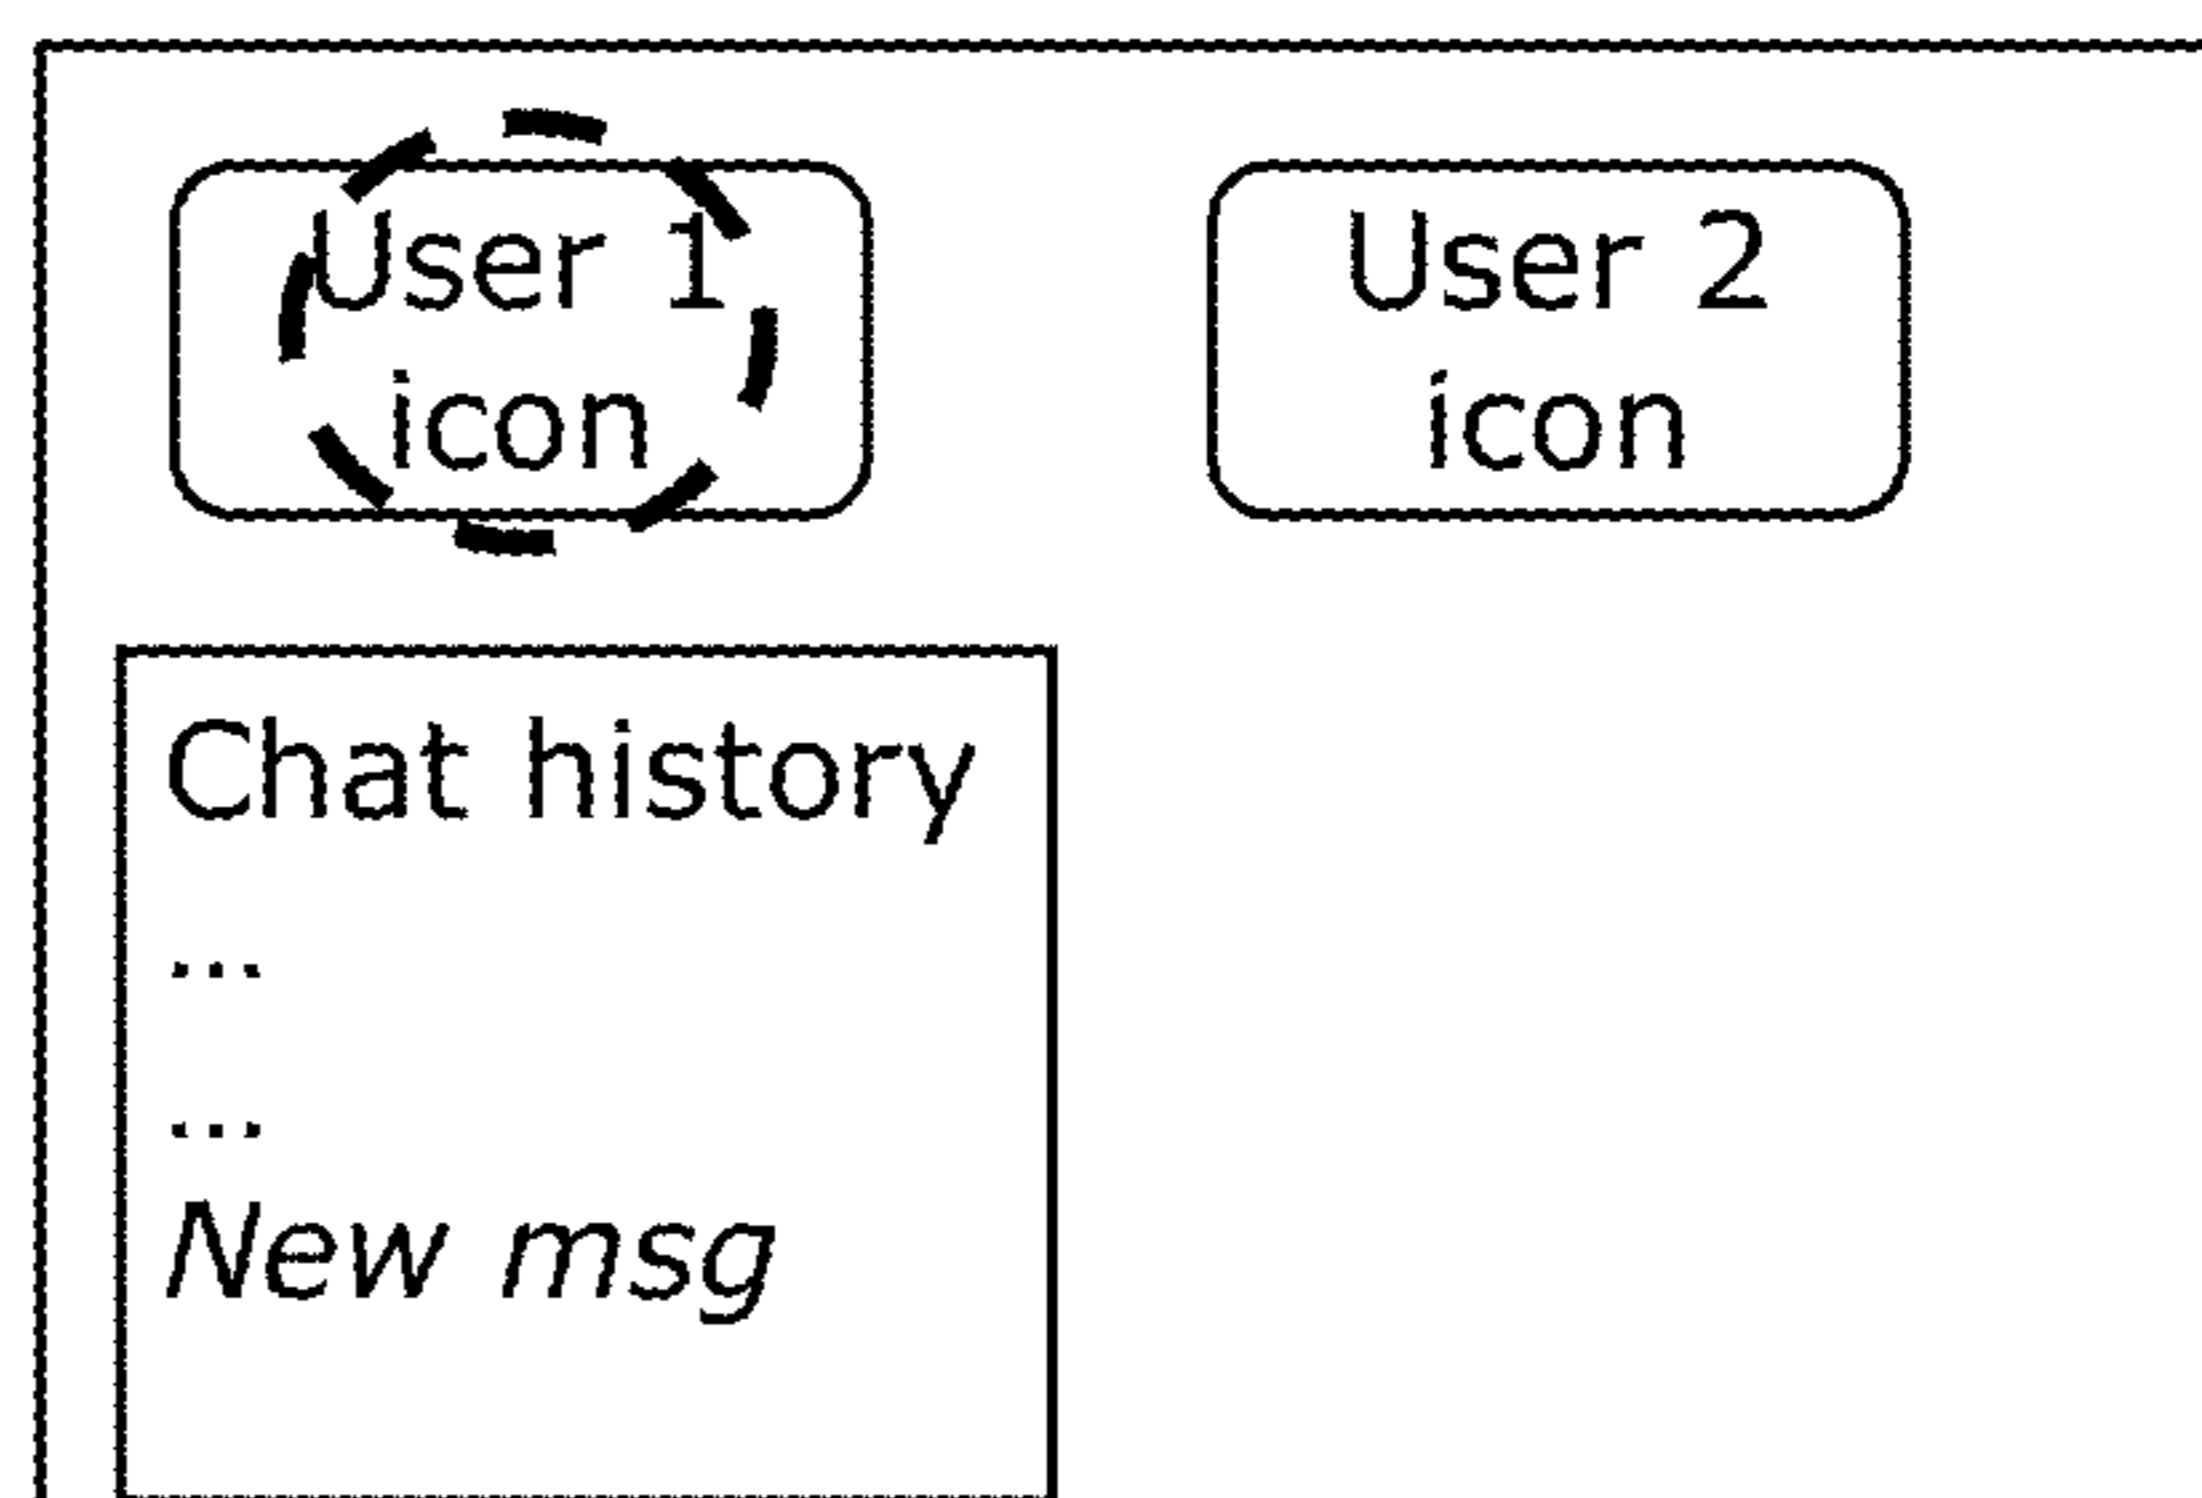 User 1
icon
User 2
icon
Chat history
...
...
New msg